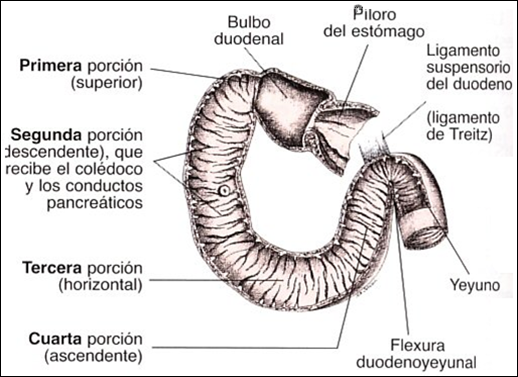 Bulbo
duodenal
Píloro
del estómago
Ligamento
suspensorio
del duodeno
(ligamento
de Treitz)
Primera porción
(superior)
Segunda porción
descendente), que
recibe el colédoco
y los conductos
pancreáticos
Tercera porción
(horizontal)
Cuarta porción
(ascendente)
Yeyuno
Flexura
duodenoyeyunal